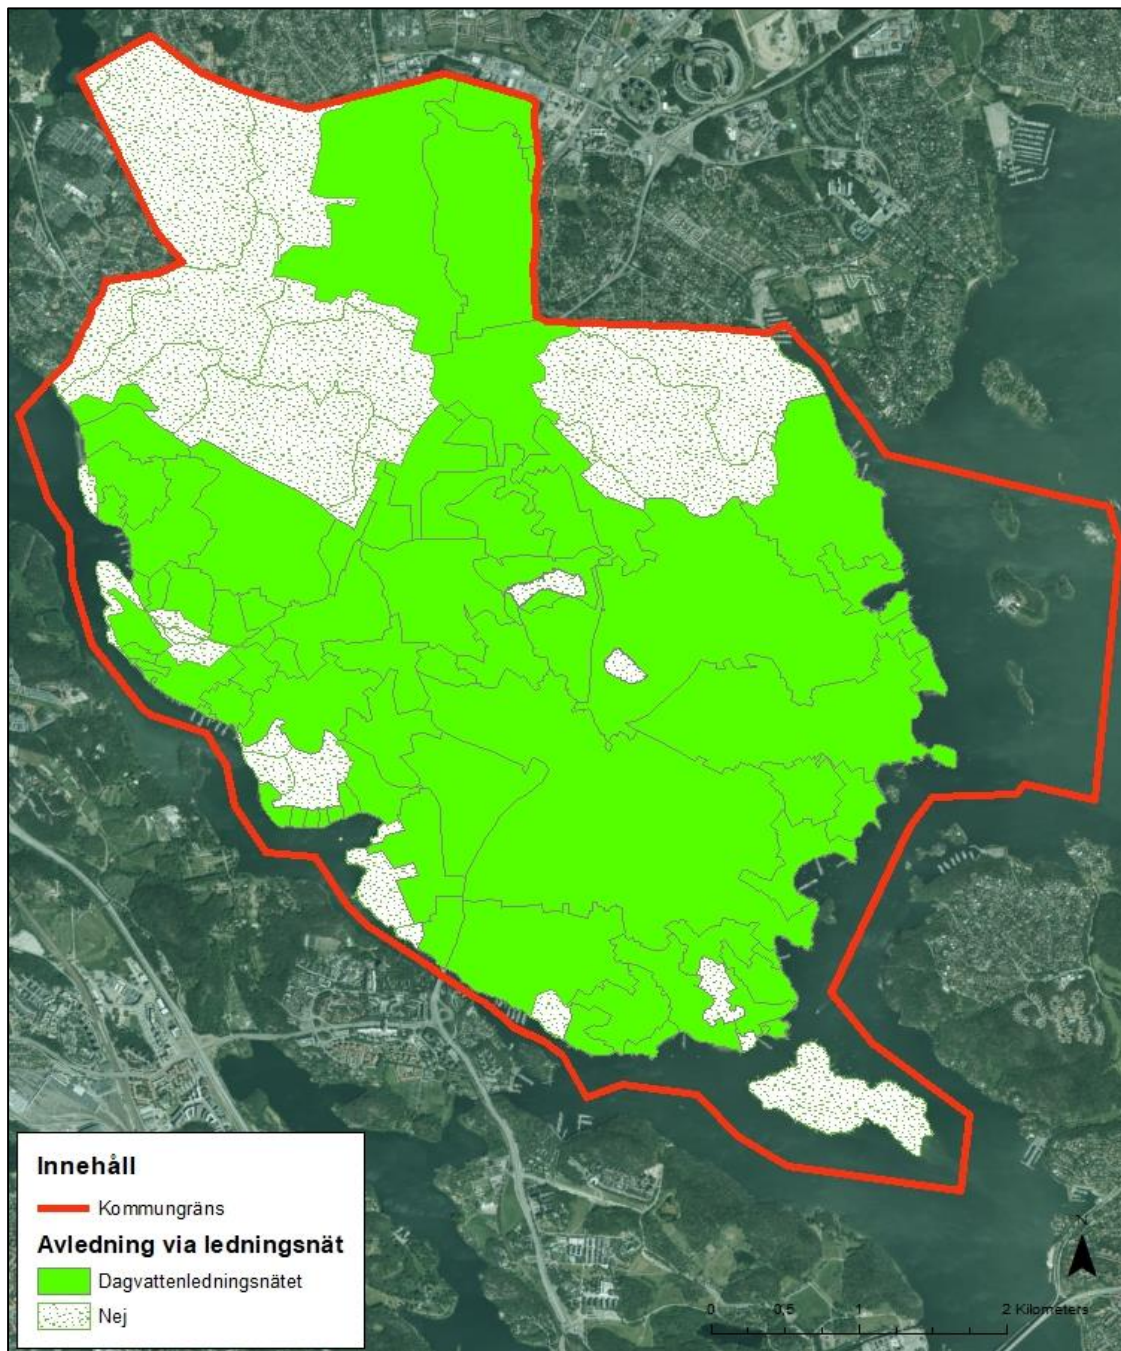 Innehåll
Kommungräns
Avledning via ledningsnät
Dagvattenledningsnätet
Nej
N
0 0,5 1 2 Kilometers